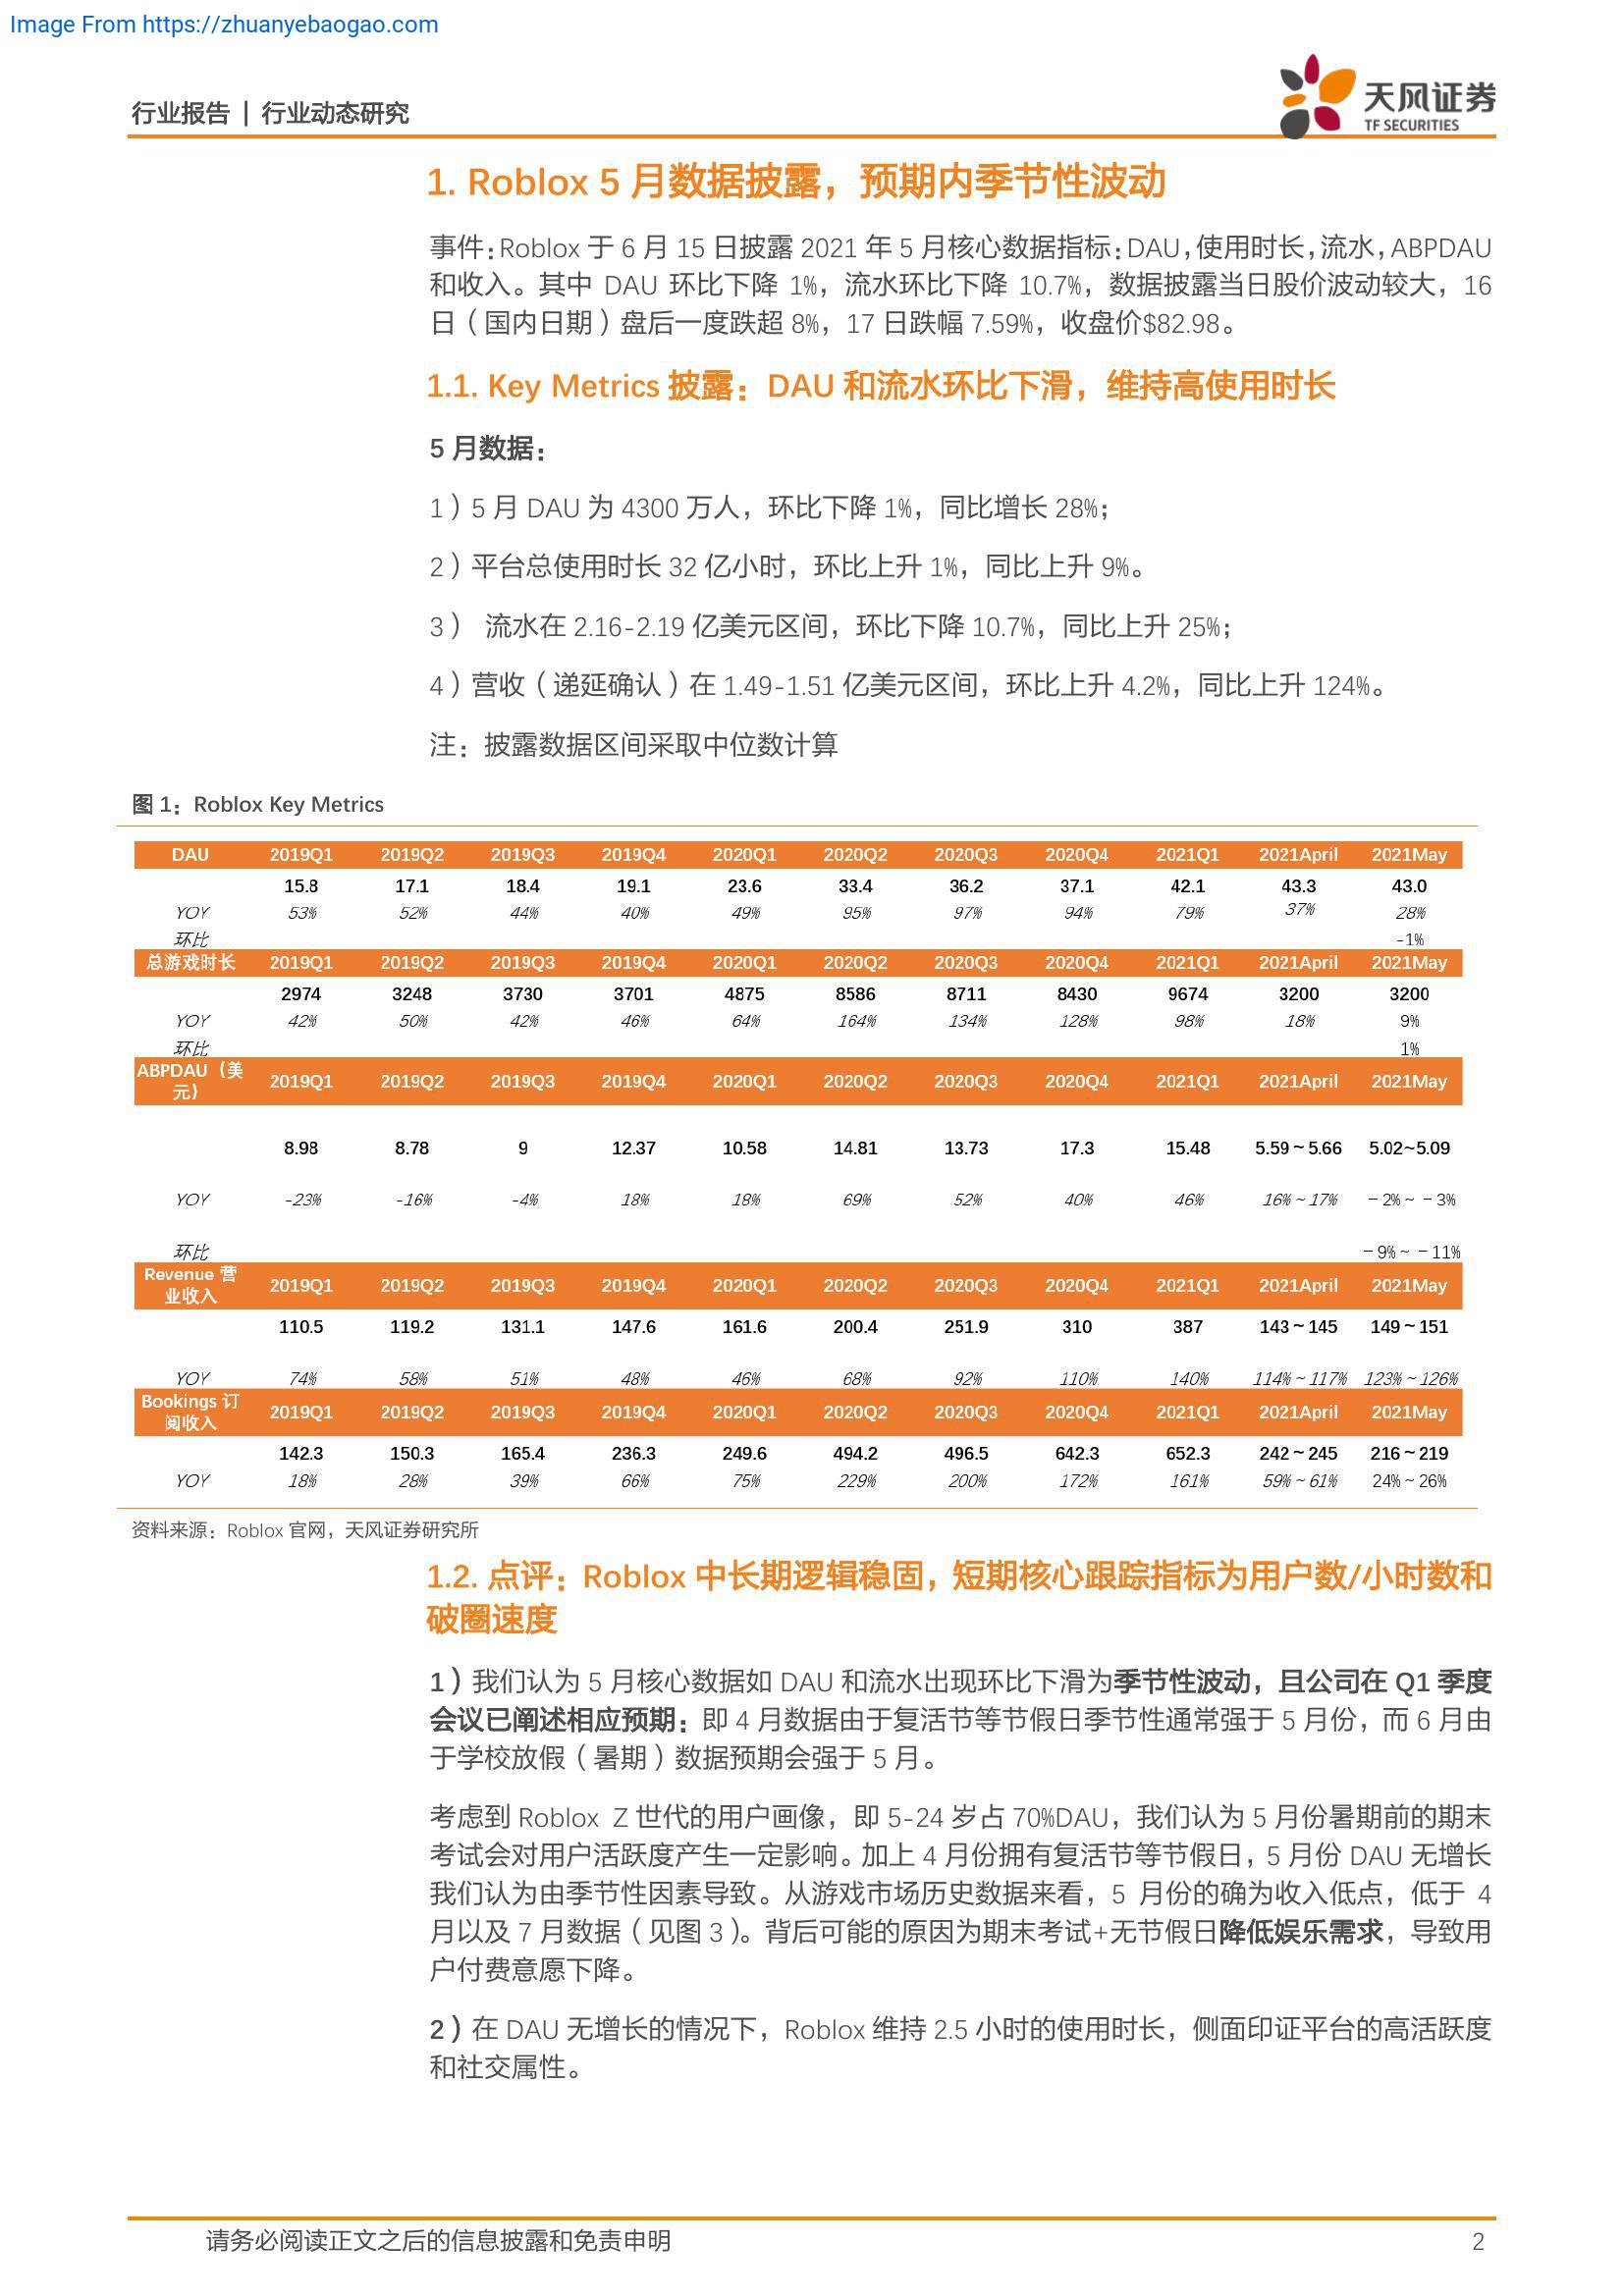 Image From https://zhuanyebaogao.com
行业报告 | 行业动态研究
天风证券
TF SECURITIES
1. Roblox 5 月数据披露，预期内季节性波动
事件：Roblox 于 6 月 15 日披露 2021 年 5 月核心数据指标：DAU，使用时长，流水，ABPDAU
和收入。其中 DAU 环比下降 1%，流水环比下降 10.7%，数据披露当日股价波动较大，16
日（国内日期）盘后一度跌超 8%，17 日跌幅 7.59%，收盘价$82.98。
1.1. Key Metrics 披露：DAU 和流水环比下滑，维持高使用时长
5 月数据：
1）5 月 DAU 为 4300 万人，环比下降 1%，同比增长 28%；
2）平台总使用时长 32 亿小时，环比上升 1%，同比上升 9%。
3） 流水在 2.16-2.19 亿美元区间，环比下降 10.7%，同比上升 25%；
4）营收（递延确认）在 1.49-1.51 亿美元区间，环比上升 4.2%，同比上升 124%。
注：披露数据区间采取中位数计算
图 1：Roblox Key Metrics
DAU 2019Q1 2019Q2 2019Q3 2019Q4 2020Q1 2020Q2 2020Q3 2020Q4 2021Q1 2021April 2021May
15.8 17.1 18.4 19.1 23.6 33.4 36.2 37.1 42.1 43.3 43.0
YOY 53% 52% 44% 40% 49% 95% 97% 94% 79% 37% 28%
环比 -1%
总游戏时长 2019Q1 2019Q2 2019Q3 2019Q4 2020Q1 2020Q2 2020Q3 2020Q4 2021Q1 2021April 2021May
2974 3248 3730 3701 4875 8586 8711 8430 9674 3200 3200
YOY 42% 50% 42% 46% 64% 164% 134% 128% 98% 18% 9%
环比 1%
ABPDAU（美
元） 2019Q1 2019Q2 2019Q3 2019Q4 2020Q1 2020Q2 2020Q3 2020Q4 2021Q1 2021April 2021May
8.98 8.78 9 12.37 10.58 14.81 13.73 17.3 15.48 5.59～5.66 5.02~5.09
YOY -23% -16% -4% 18% 18% 69% 52% 40% 46% 16%～17% －2%～－3%
环比 －9%～－11%
Revenue 营
业收入 2019Q1 2019Q2 2019Q3 2019Q4 2020Q1 2020Q2 2020Q3 2020Q4 2021Q1 2021April 2021May
110.5 119.2 131.1 147.6 161.6 200.4 251.9 310 387 143～145 149～151
YOY 74% 58% 51% 48% 46% 68% 92% 110% 140% 114%～117% 123%～126%
Bookings 订
阅收入 2019Q1 2019Q2 2019Q3 2019Q4 2020Q1 2020Q2 2020Q3 2020Q4 2021Q1 2021April 2021May
142.3 150.3 165.4 236.3 249.6 494.2 496.5 642.3 652.3 242～245 216～219
YOY 18% 28% 39% 66% 75% 229% 200% 172% 161% 59%～61% 24%～26%
资料来源：Roblox 官网，天风证券研究所
1.2. 点评：Roblox 中长期逻辑稳固，短期核心跟踪指标为用户数/小时数和
破圈速度
1）我们认为 5 月核心数据如 DAU 和流水出现环比下滑为季节性波动，且公司在 Q1 季度
会议已阐述相应预期：即 4 月数据由于复活节等节假日季节性通常强于 5 月份，而 6 月由
于学校放假（暑期）数据预期会强于 5 月。
考虑到 Roblox Z 世代的用户画像，即 5-24 岁占 70%DAU，我们认为 5 月份暑期前的期末
考试会对用户活跃度产生一定影响。加上 4 月份拥有复活节等节假日，5 月份 DAU 无增长
我们认为由季节性因素导致。从游戏市场历史数据来看，5 月份的确为收入低点，低于 4
月以及 7 月数据（见图 3）。背后可能的原因为期末考试+无节假日降低娱乐需求，导致用
户付费意愿下降。
2）在 DAU 无增长的情况下，Roblox 维持 2.5 小时的使用时长，侧面印证平台的高活跃度
和社交属性。
请务必阅读正文之后的信息披露和免责申明 2